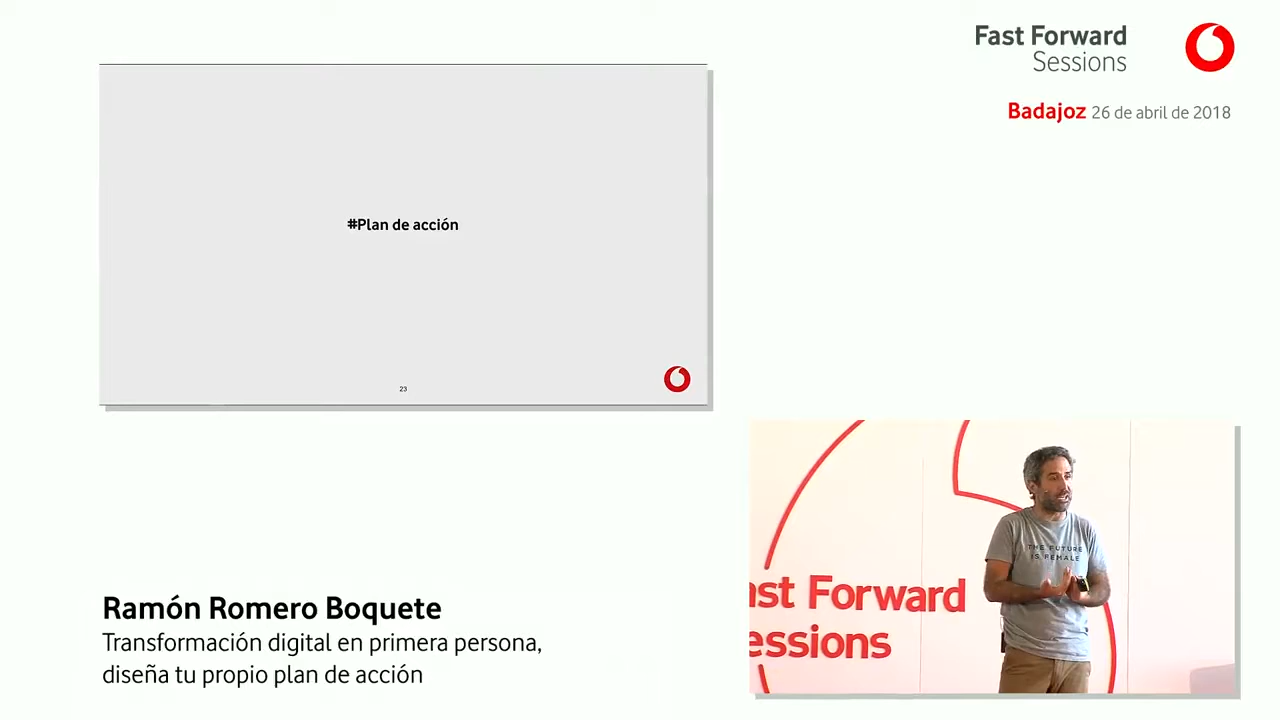 Fast Forward
Sessions
Badajoz 26 de abril de 2018
#Plan de acción
23
THE FUTURE
IS FEMALE
ast Forward
essions
Ramón Romero Boquete
Transformación digital en primera persona,
diseña tu propio plan de acción